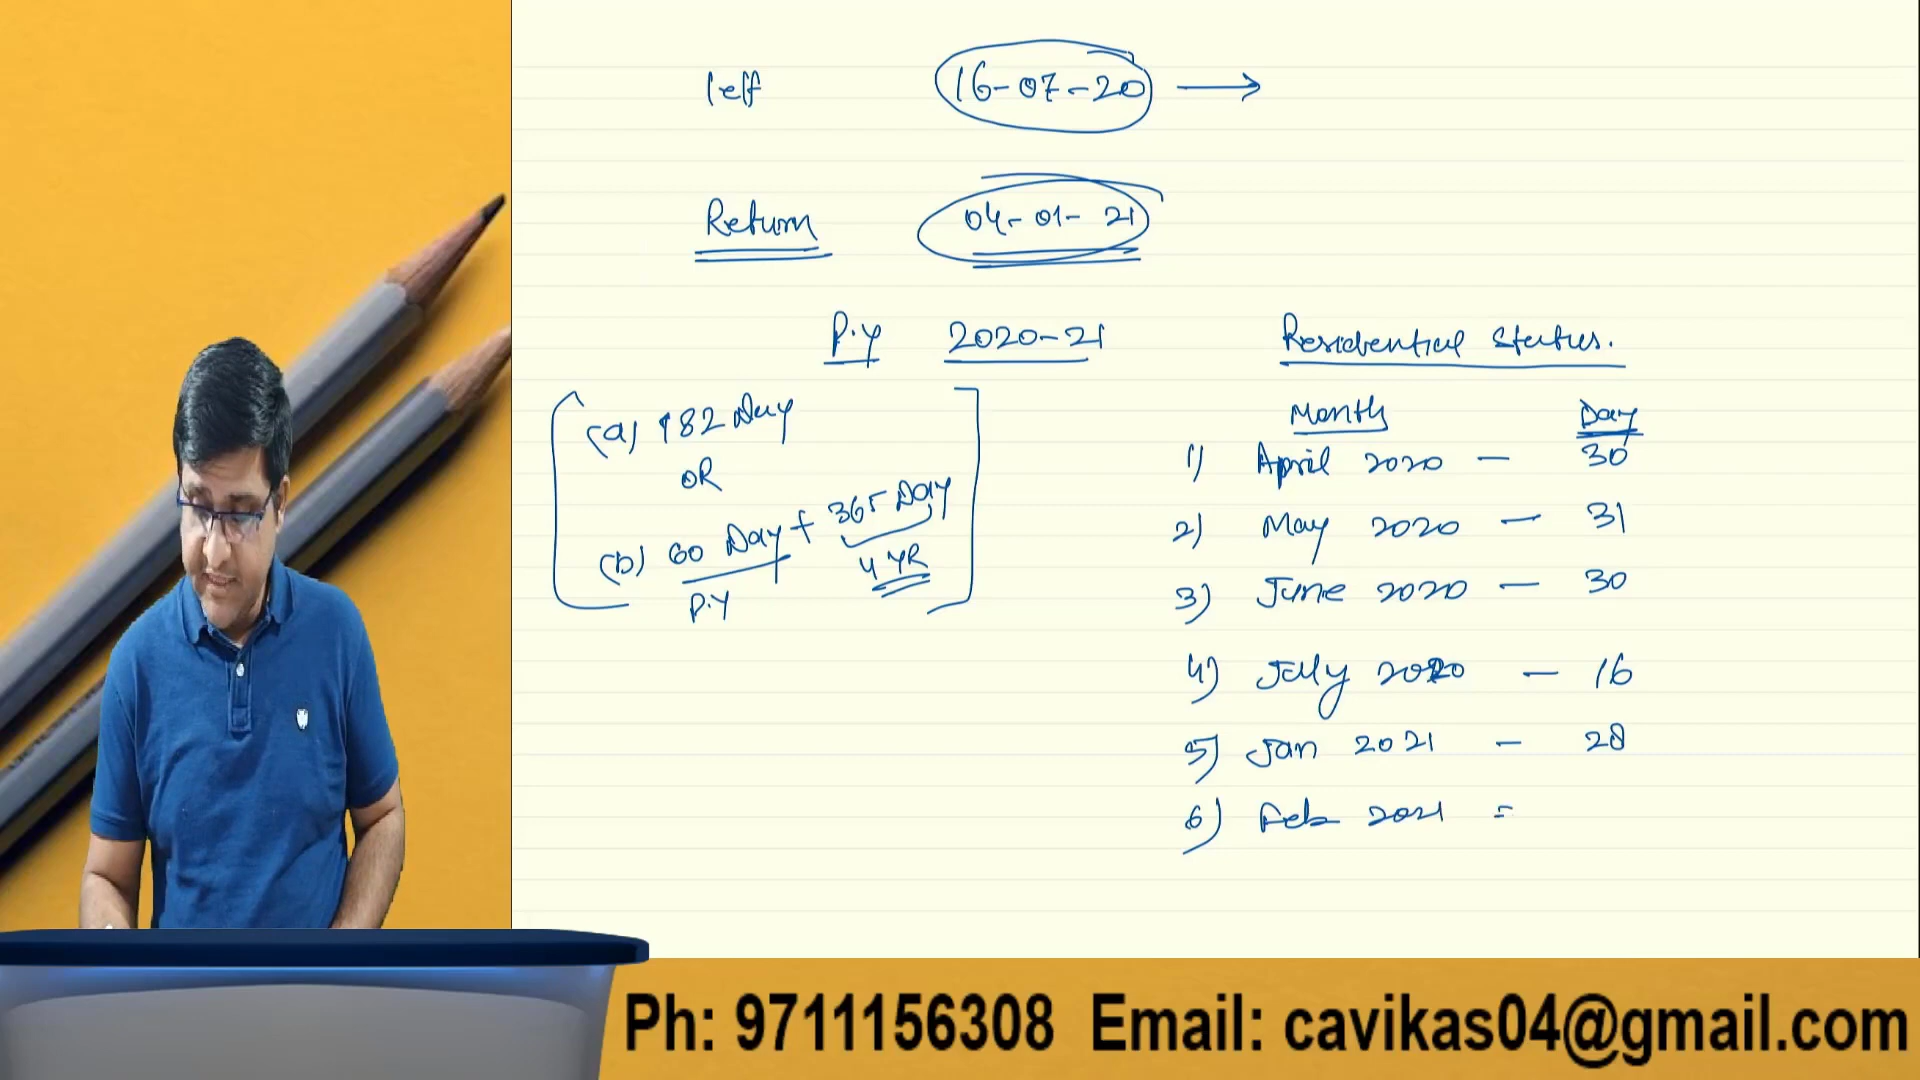 left 16-07-20 →
Return 04-01-21
P.Y 2020-21
(a) 182 Day
OR
(b) 60 Day + 365 Day
P.Y 4 YR
Residential Status.
Month Day
1) April 2020 - 30
2) May 2020 - 31
3) June 2020 - 30
4) July 2020 - 16
5) Jan 2021 - 28
6) Feb 2021 =
Ph: 9711156308 Email: cavikas04@gmail.com